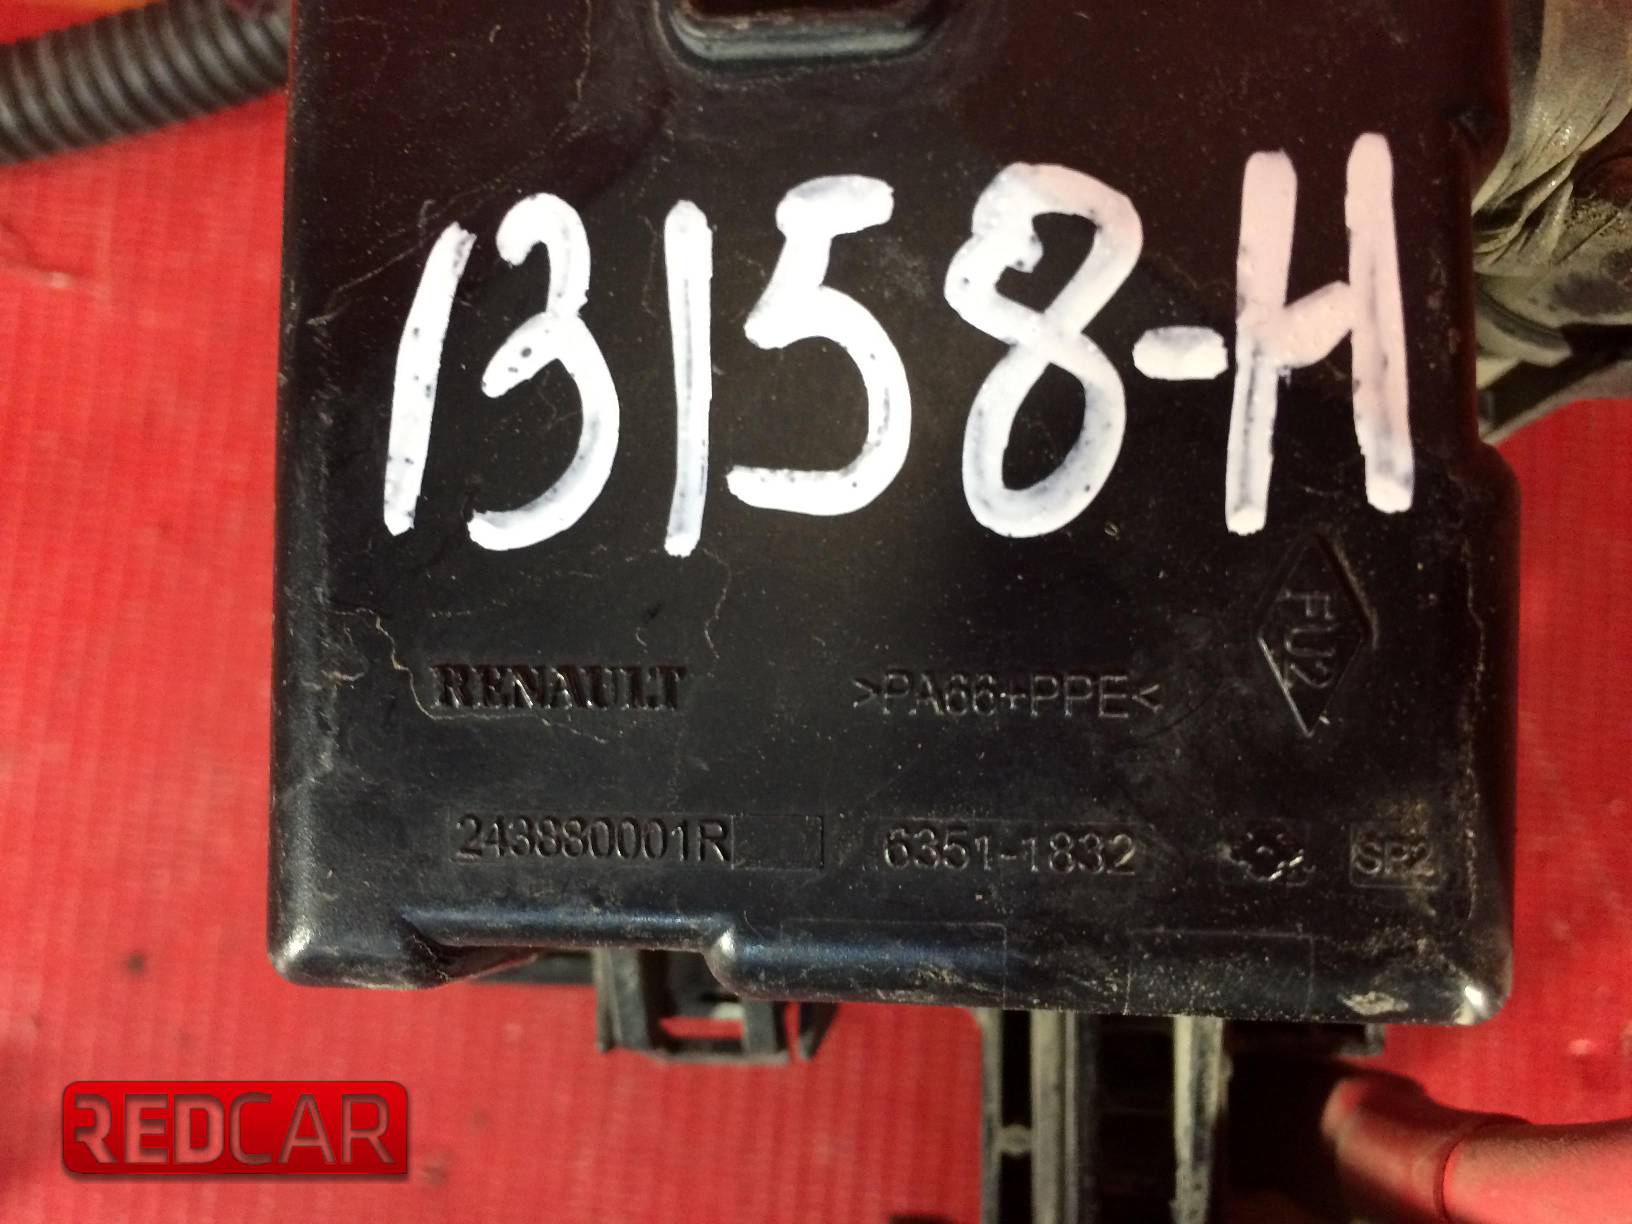 13158-H
FU2
RENAULT
>PA66+PPE<
243880001R
6351-1832
SP2
REDCAR